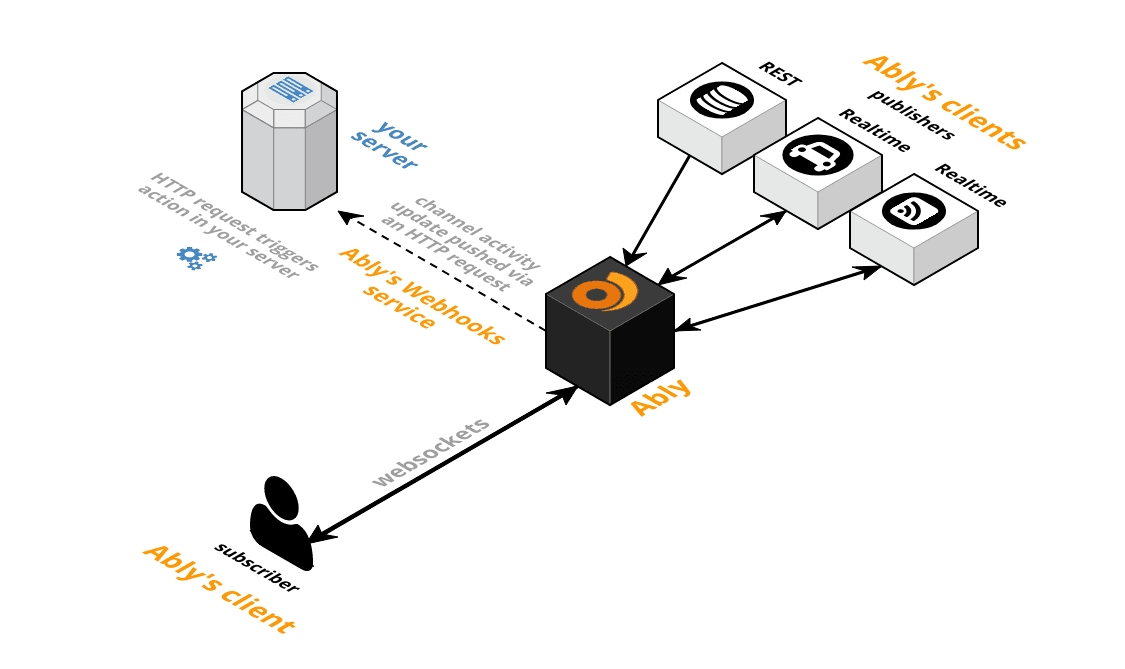 REST
Ably's clients
publishers
Realtime
Realtime
your
server
HTTP request triggers
action in your server
channel activity
update pushed via
an HTTP request
Ably's Webhooks
service
Ably
websockets
subscriber
Ably's client